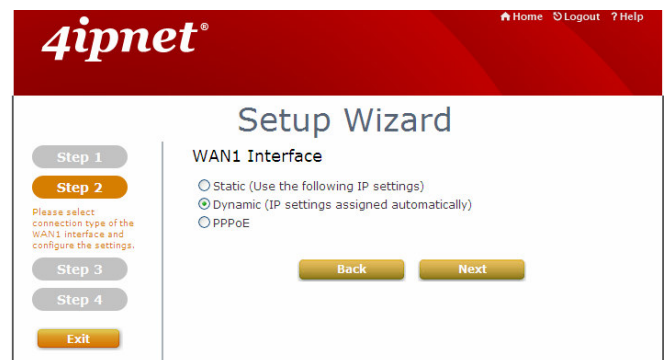 Home Logout ? Help
4ipnet®
Setup Wizard
Step 1
Step 2
Please select
connection type of the
WAN1 interface and
configure the settings.
Step 3
Step 4
Exit
WAN1 Interface
Static (Use the following IP settings)
Dynamic (IP settings assigned automatically)
PPPoE
Back Next